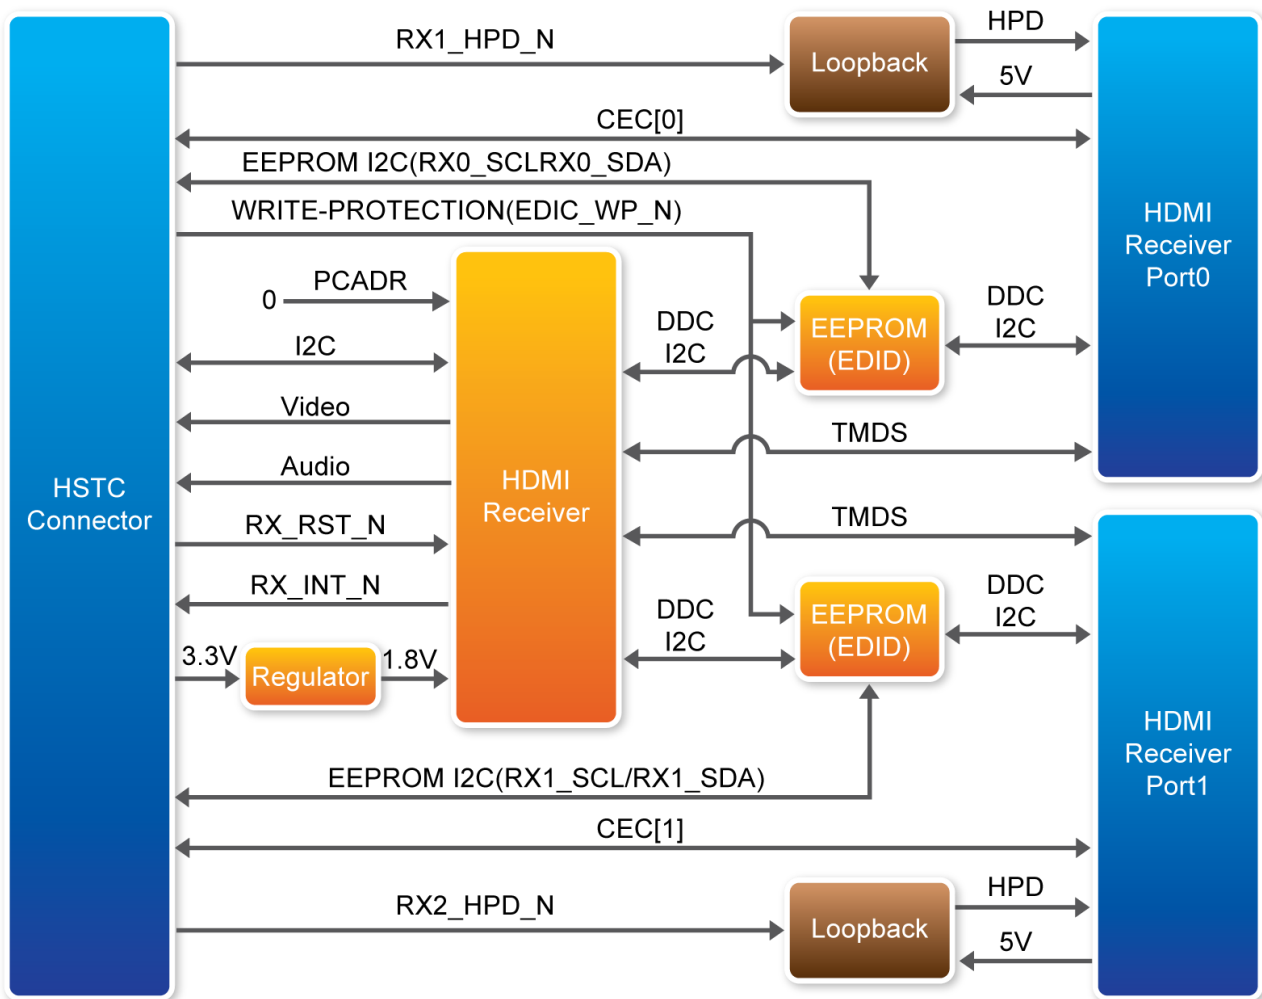 RX1_HPD_N
Loopback
HPD
5V
CEC[0]
EEPROM I2C(RX0_SCLRX0_SDA)
WRITE-PROTECTION(EDIC_WP_N)
HDMI
Receiver
Port0
0
PCADR
DDC
I2C
EEPROM
(EDID)
DDC
I2C
I2C
Video
TMDS
Audio
HSTC
Connector
HDMI
Receiver
RX_RST_N
TMDS
RX_INT_N
DDC
I2C
EEPROM
(EDID)
DDC
I2C
3.3V
Regulator
1.8V
HDMI
Receiver
Port1
EEPROM I2C(RX1_SCL/RX1_SDA)
CEC[1]
RX2_HPD_N
Loopback
HPD
5V